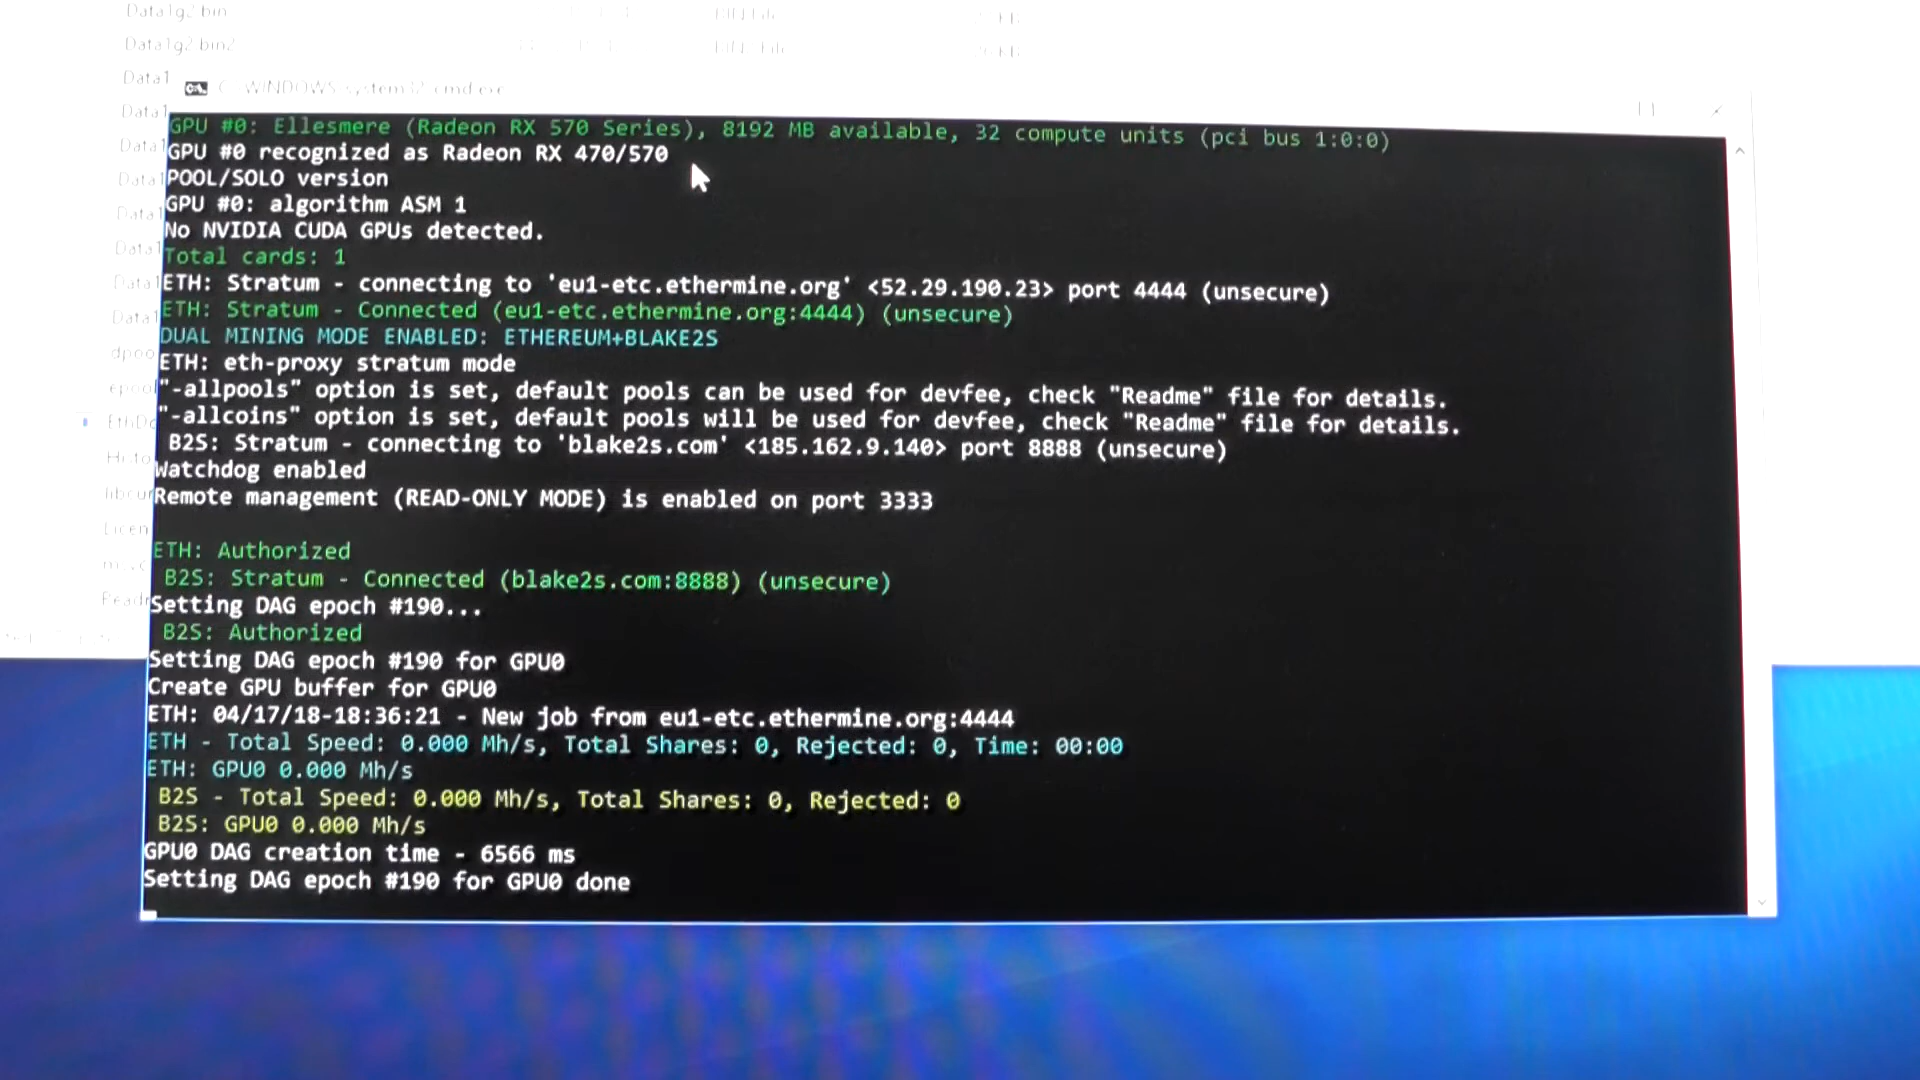 Data1g2.bin
Data1g2.bin2
Data1
C:\WINDOWS\system32\cmd.exe
GPU #0: Ellesmere (Radeon RX 570 Series), 8192 MB available, 32 compute units (pci bus 1:0:0)
GPU #0 recognized as Radeon RX 470/570
POOL/SOLO version
GPU #0: algorithm ASM 1
No NVIDIA CUDA GPUs detected.
Total cards: 1
ETH: Stratum - connecting to 'eu1-etc.ethermine.org' <52.29.190.23> port 4444 (unsecure)
ETH: Stratum - Connected (eu1-etc.ethermine.org:4444) (unsecure)
DUAL MINING MODE ENABLED: ETHEREUM+BLAKE2S
ETH: eth-proxy stratum mode
"-allpools" option is set, default pools can be used for devfee, check "Readme" file for details.
"-allcoins" option is set, default pools will be used for devfee, check "Readme" file for details.
B2S: Stratum - connecting to 'blake2s.com' <185.162.9.140> port 8888 (unsecure)
Watchdog enabled
Remote management (READ-ONLY MODE) is enabled on port 3333
ETH: Authorized
B2S: Stratum - Connected (blake2s.com:8888) (unsecure)
Setting DAG epoch #190...
B2S: Authorized
Setting DAG epoch #190 for GPU0
Create GPU buffer for GPU0
ETH: 04/17/18-18:36:21 - New job from eu1-etc.ethermine.org:4444
ETH - Total Speed: 0.000 Mh/s, Total Shares: 0, Rejected: 0, Time: 00:00
ETH: GPU0 0.000 Mh/s
B2S - Total Speed: 0.000 Mh/s, Total Shares: 0, Rejected: 0
B2S: GPU0 0.000 Mh/s
GPU0 DAG creation time - 6566 ms
Setting DAG epoch #190 for GPU0 done